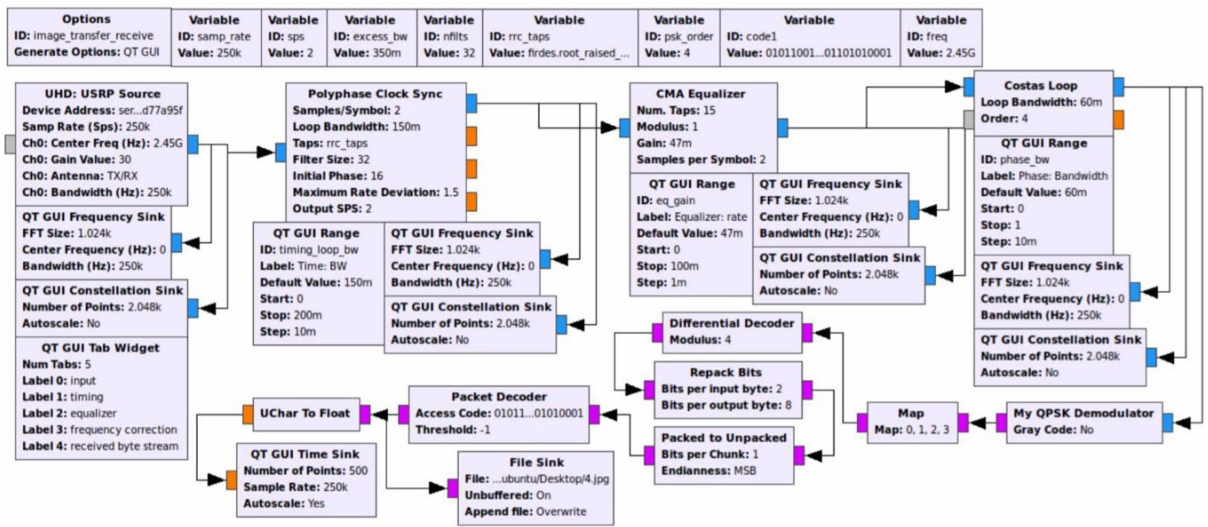 Options
ID: image_transfer_receive
Generate Options: QT GUI
Variable
ID: samp_rate
Value: 250k
Variable
ID: sps
Value: 2
Variable
ID: excess_bw
Value: 350m
Variable
ID: nfilts
Value: 32
Variable
ID: rrc_taps
Value: firdes.root_raised_...
Variable
ID: psk_order
Value: 4
Variable
ID: code1
Value: 01011001...01101010001
Variable
ID: freq
Value: 2.45G
UHD: USRP Source
Device Address: ser...d77a95f
Samp Rate (Sps): 250k
Ch0: Center Freq (Hz): 2.45G
Ch0: Gain Value: 30
Ch0: Antenna: TX/RX
Ch0: Bandwidth (Hz): 250k
QT GUI Frequency Sink
FFT Size: 1.024k
Center Frequency (Hz): 0
Bandwidth (Hz): 250k
QT GUI Constellation Sink
Number of Points: 2.048k
Autoscale: No
QT GUI Tab Widget
Num Tabs: 5
Label 0: input
Label 1: timing
Label 2: equalizer
Label 3: frequency correction
Label 4: received byte stream
Polyphase Clock Sync
Samples/Symbol: 2
Loop Bandwidth: 150m
Taps: rrc_taps
Filter Size: 32
Initial Phase: 16
Maximum Rate Deviation: 1.5
Output SPS: 2
QT GUI Range
ID: timing_loop_bw
Label: Time: BW
Default Value: 150m
Start: 0
Stop: 200m
Step: 10m
QT GUI Frequency Sink
FFT Size: 1.024k
Center Frequency (Hz): 0
Bandwidth (Hz): 250k
QT GUI Constellation Sink
Number of Points: 2.048k
Autoscale: No
CMA Equalizer
Num. Taps: 15
Modulus: 1
Gain: 47m
Samples per Symbol: 2
QT GUI Range
ID: eq_gain
Label: Equalizer: rate
Default Value: 47m
Start: 0
Stop: 100m
Step: 1m
QT GUI Frequency Sink
FFT Size: 1.024k
Center Frequency (Hz): 0
Bandwidth (Hz): 250k
QT GUI Constellation Sink
Number of Points: 2.048k
Autoscale: No
Costas Loop
Loop Bandwidth: 60m
Order: 4
QT GUI Range
ID: phase_bw
Label: Phase: Bandwidth
Default Value: 60m
Start: 0
Stop: 1
Step: 10m
QT GUI Frequency Sink
FFT Size: 1.024k
Center Frequency (Hz): 0
Bandwidth (Hz): 250k
QT GUI Constellation Sink
Number of Points: 2.048k
Autoscale: No
My QPSK Demodulator
Gray Code: No
Map
Map: 0, 1, 2, 3
Differential Decoder
Modulus: 4
Repack Bits
Bits per input byte: 2
Bits per output byte: 8
Packed to Unpacked
Bits per Chunk: 1
Endianness: MSB
Packet Decoder
Access Code: 01011...01010001
Threshold: -1
UChar To Float
QT GUI Time Sink
Number of Points: 500
Sample Rate: 250k
Autoscale: Yes
File Sink
File: ...ubuntu/Desktop/4.jpg
Unbuffered: On
Append file: Overwrite